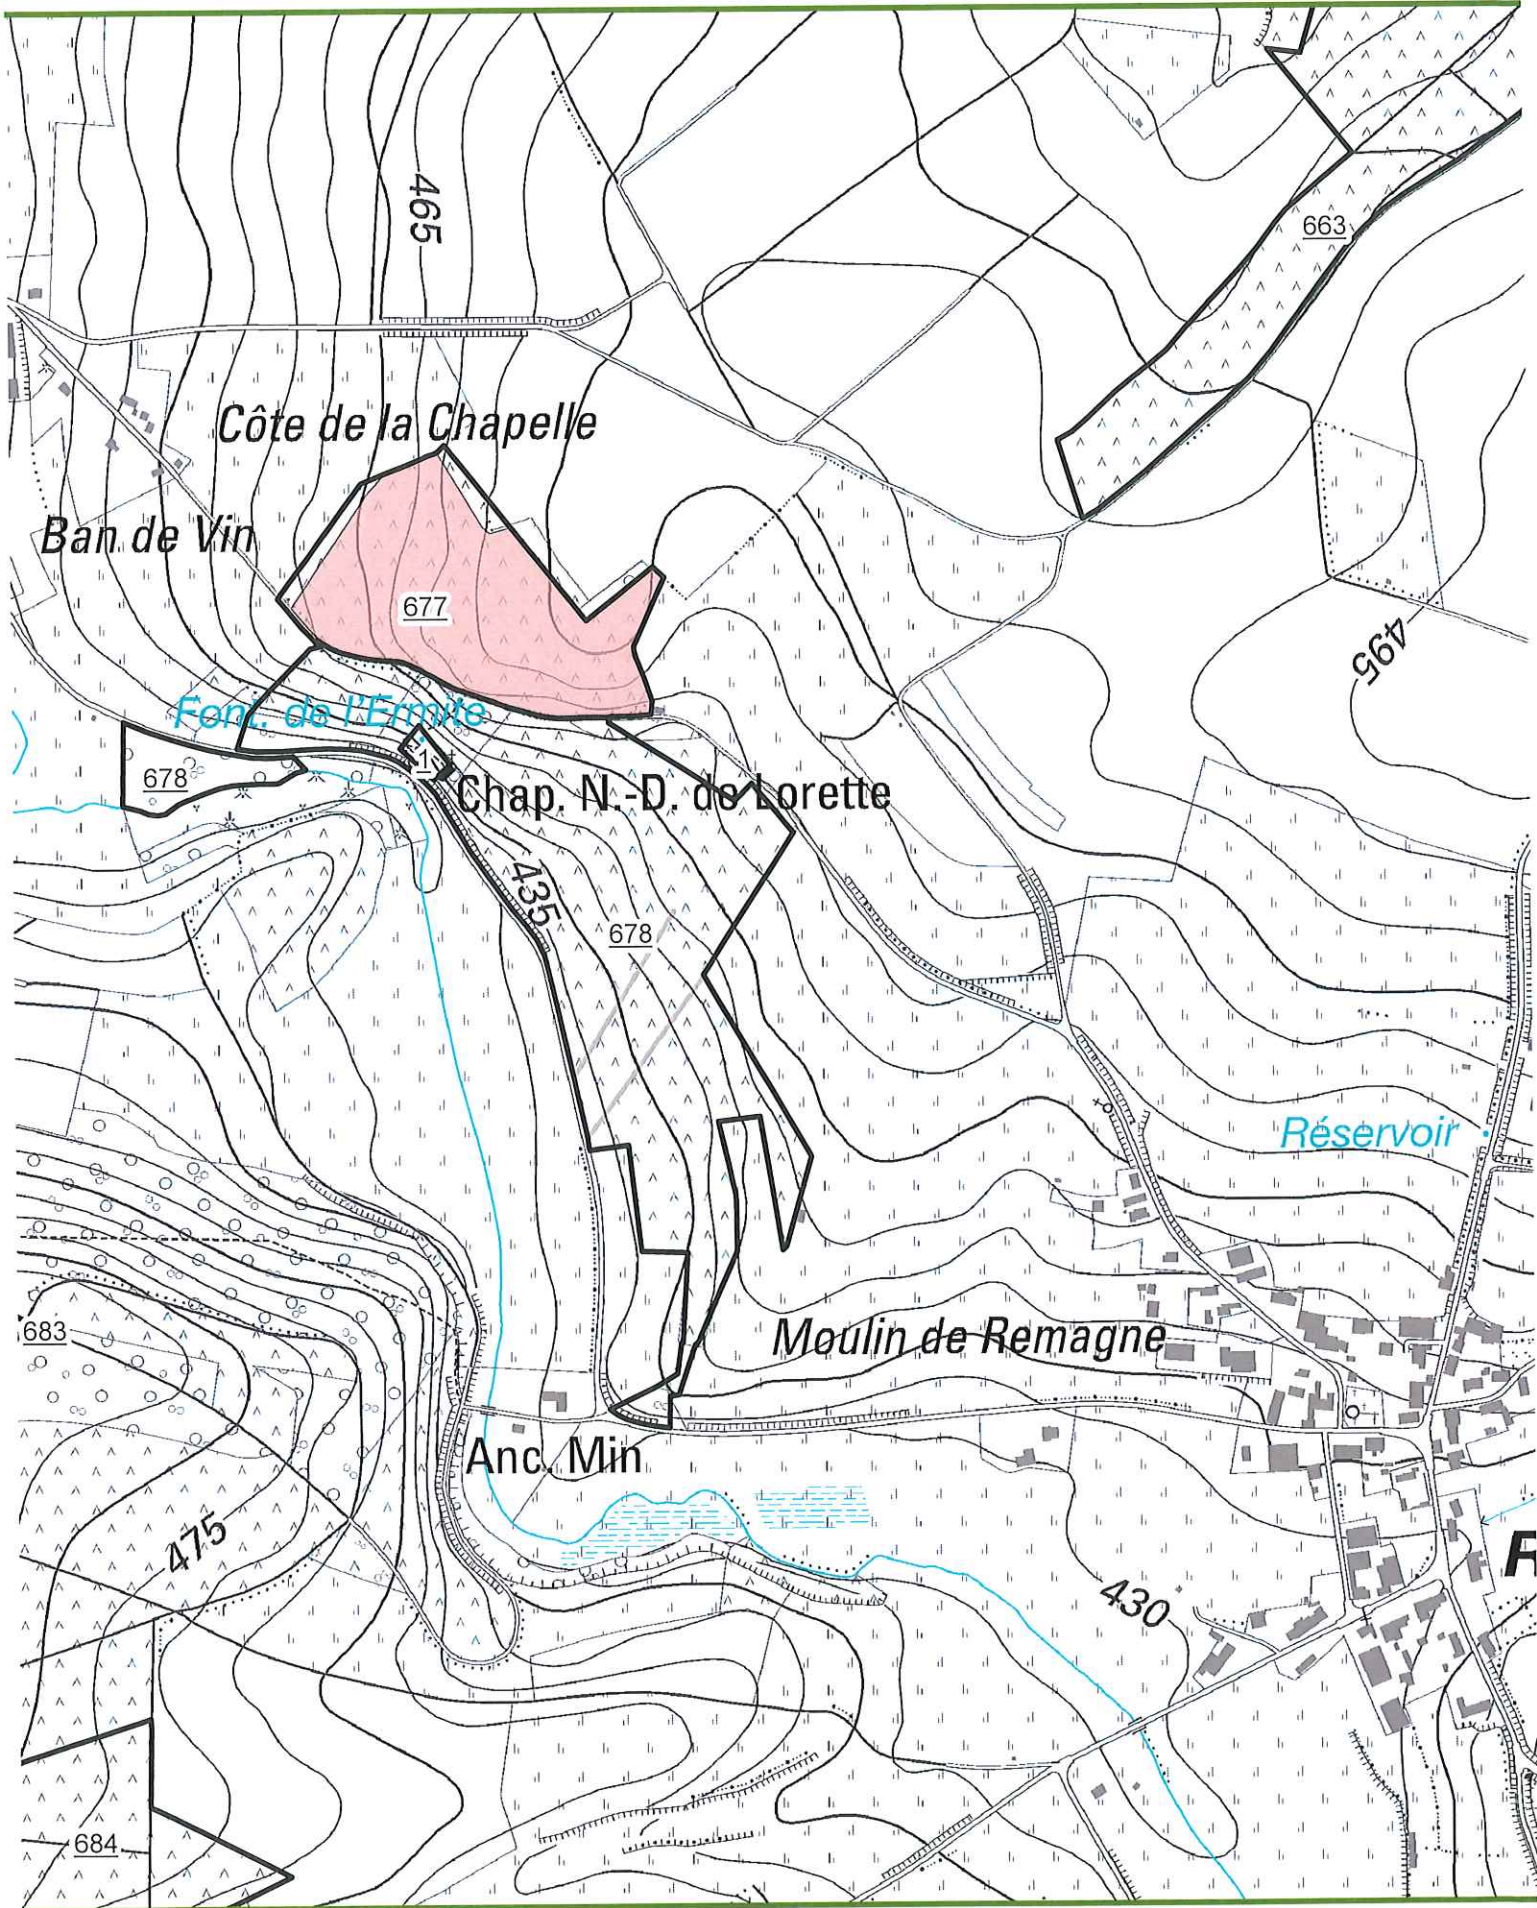 465
663
Côte de la Chapelle
Ban de Vin
677
495
Font. de l'Ermite
678
1
Chap. N.-D. de Lorette
435
678
Réservoir
683
Moulin de Remagne
Anc. Min
475
R
430
684